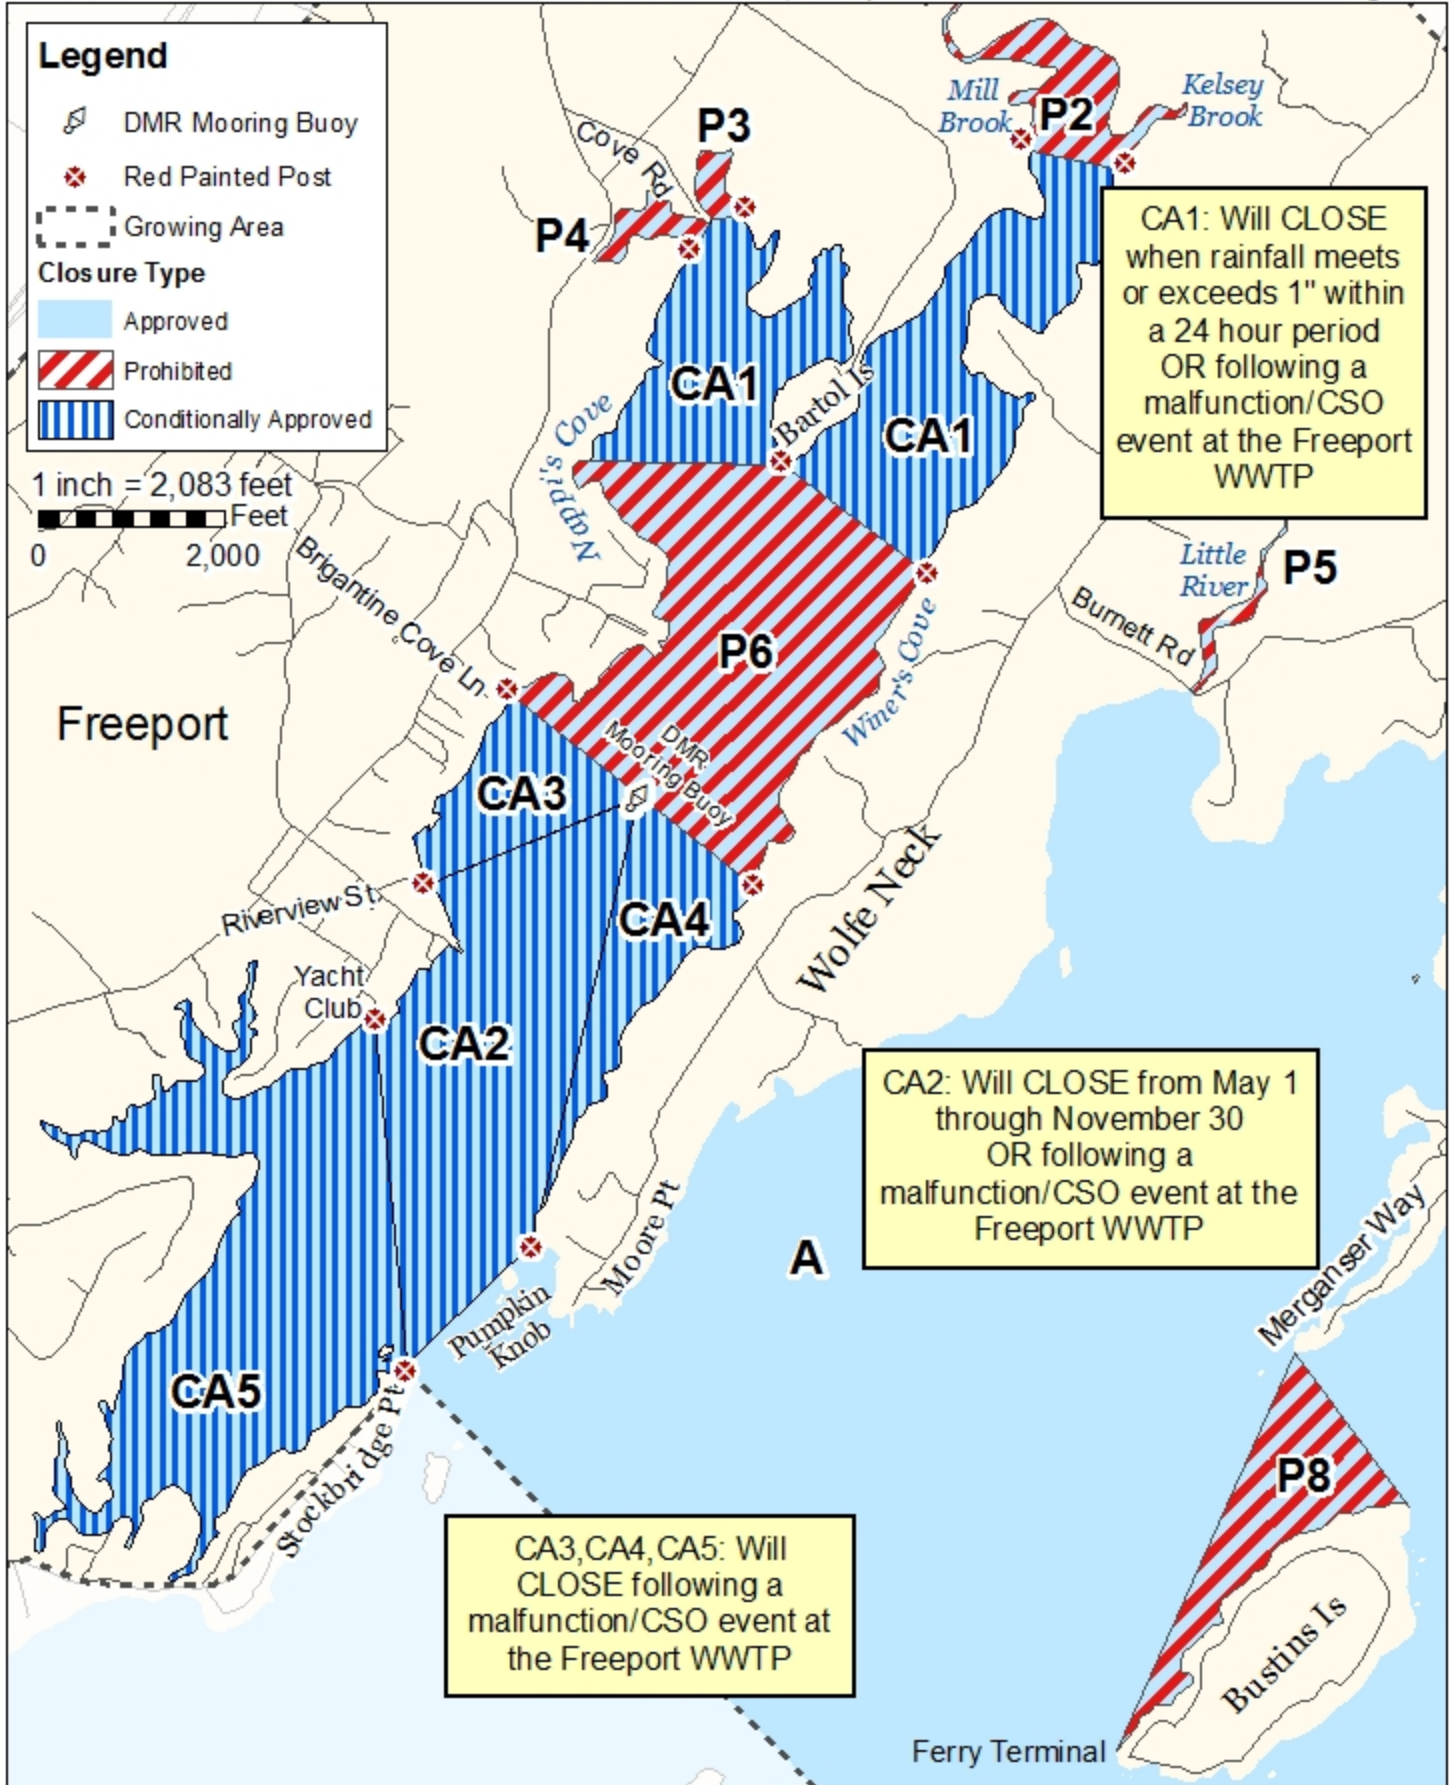 Legend
DMR Mooring Buoy
Red Painted Post
Growing Area
Closure Type
Approved
Prohibited
Conditionally Approved
1 inch = 2,083 feet
Feet
0 2,000
Mill
Brook
P2
Kelsey
Brook
P3
Cove Rd
P4
CA1: Will CLOSE
when rainfall meets
or exceeds 1" within
a 24 hour period
OR following a
malfunction/CSO
event at the Freeport
WWTP
CA1
Bartol Is
CA1
Nappi's Cove
Little
River
P5
Burnett Rd
Brigantine Cove Ln
P6
Winer's Cove
Freeport
DMR
Mooring Buoy
CA3
Riverview St
CA4
Wolfe Neck
Yacht
Club
CA2
CA2: Will CLOSE from May 1
through November 30
OR following a
malfunction/CSO event at the
Freeport WWTP
Moore Pt
A
Merganser Way
Pumpkin
Knob
CA5
Stockbridge Pt
P8
CA3,CA4,CA5: Will
CLOSE following a
malfunction/CSO event at
the Freeport WWTP
Bustins Is
Ferry Terminal